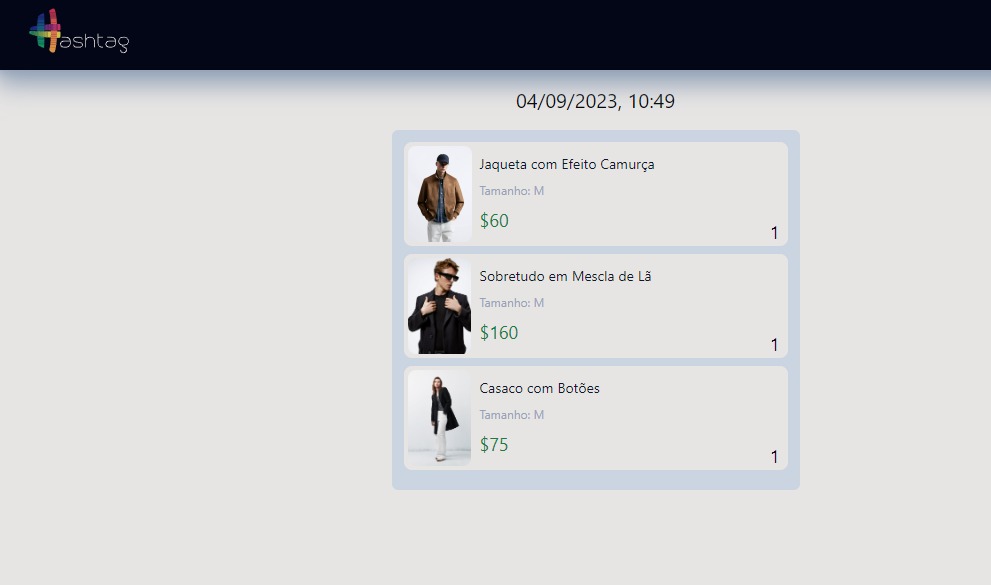 Hashtag
04/09/2023, 10:49
Jaqueta com Efeito Camurça
Tamanho: M
$60
1
Sobretudo em Mescla de Lã
Tamanho: M
$160
1
Casaco com Botões
Tamanho: M
$75
1